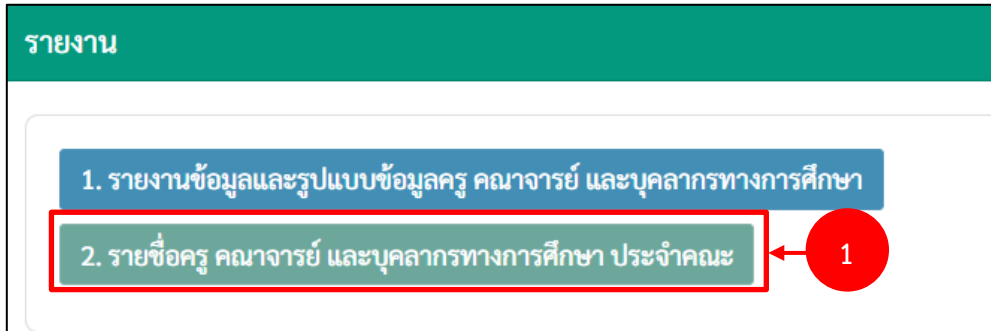 รายงาน
1. รายงานข้อมูลและรูปแบบข้อมูลครู คณาจารย์ และบุคลากรทางการศึกษา
2. รายชื่อครู คณาจารย์ และบุคลากรทางการศึกษา ประจำคณะ
1